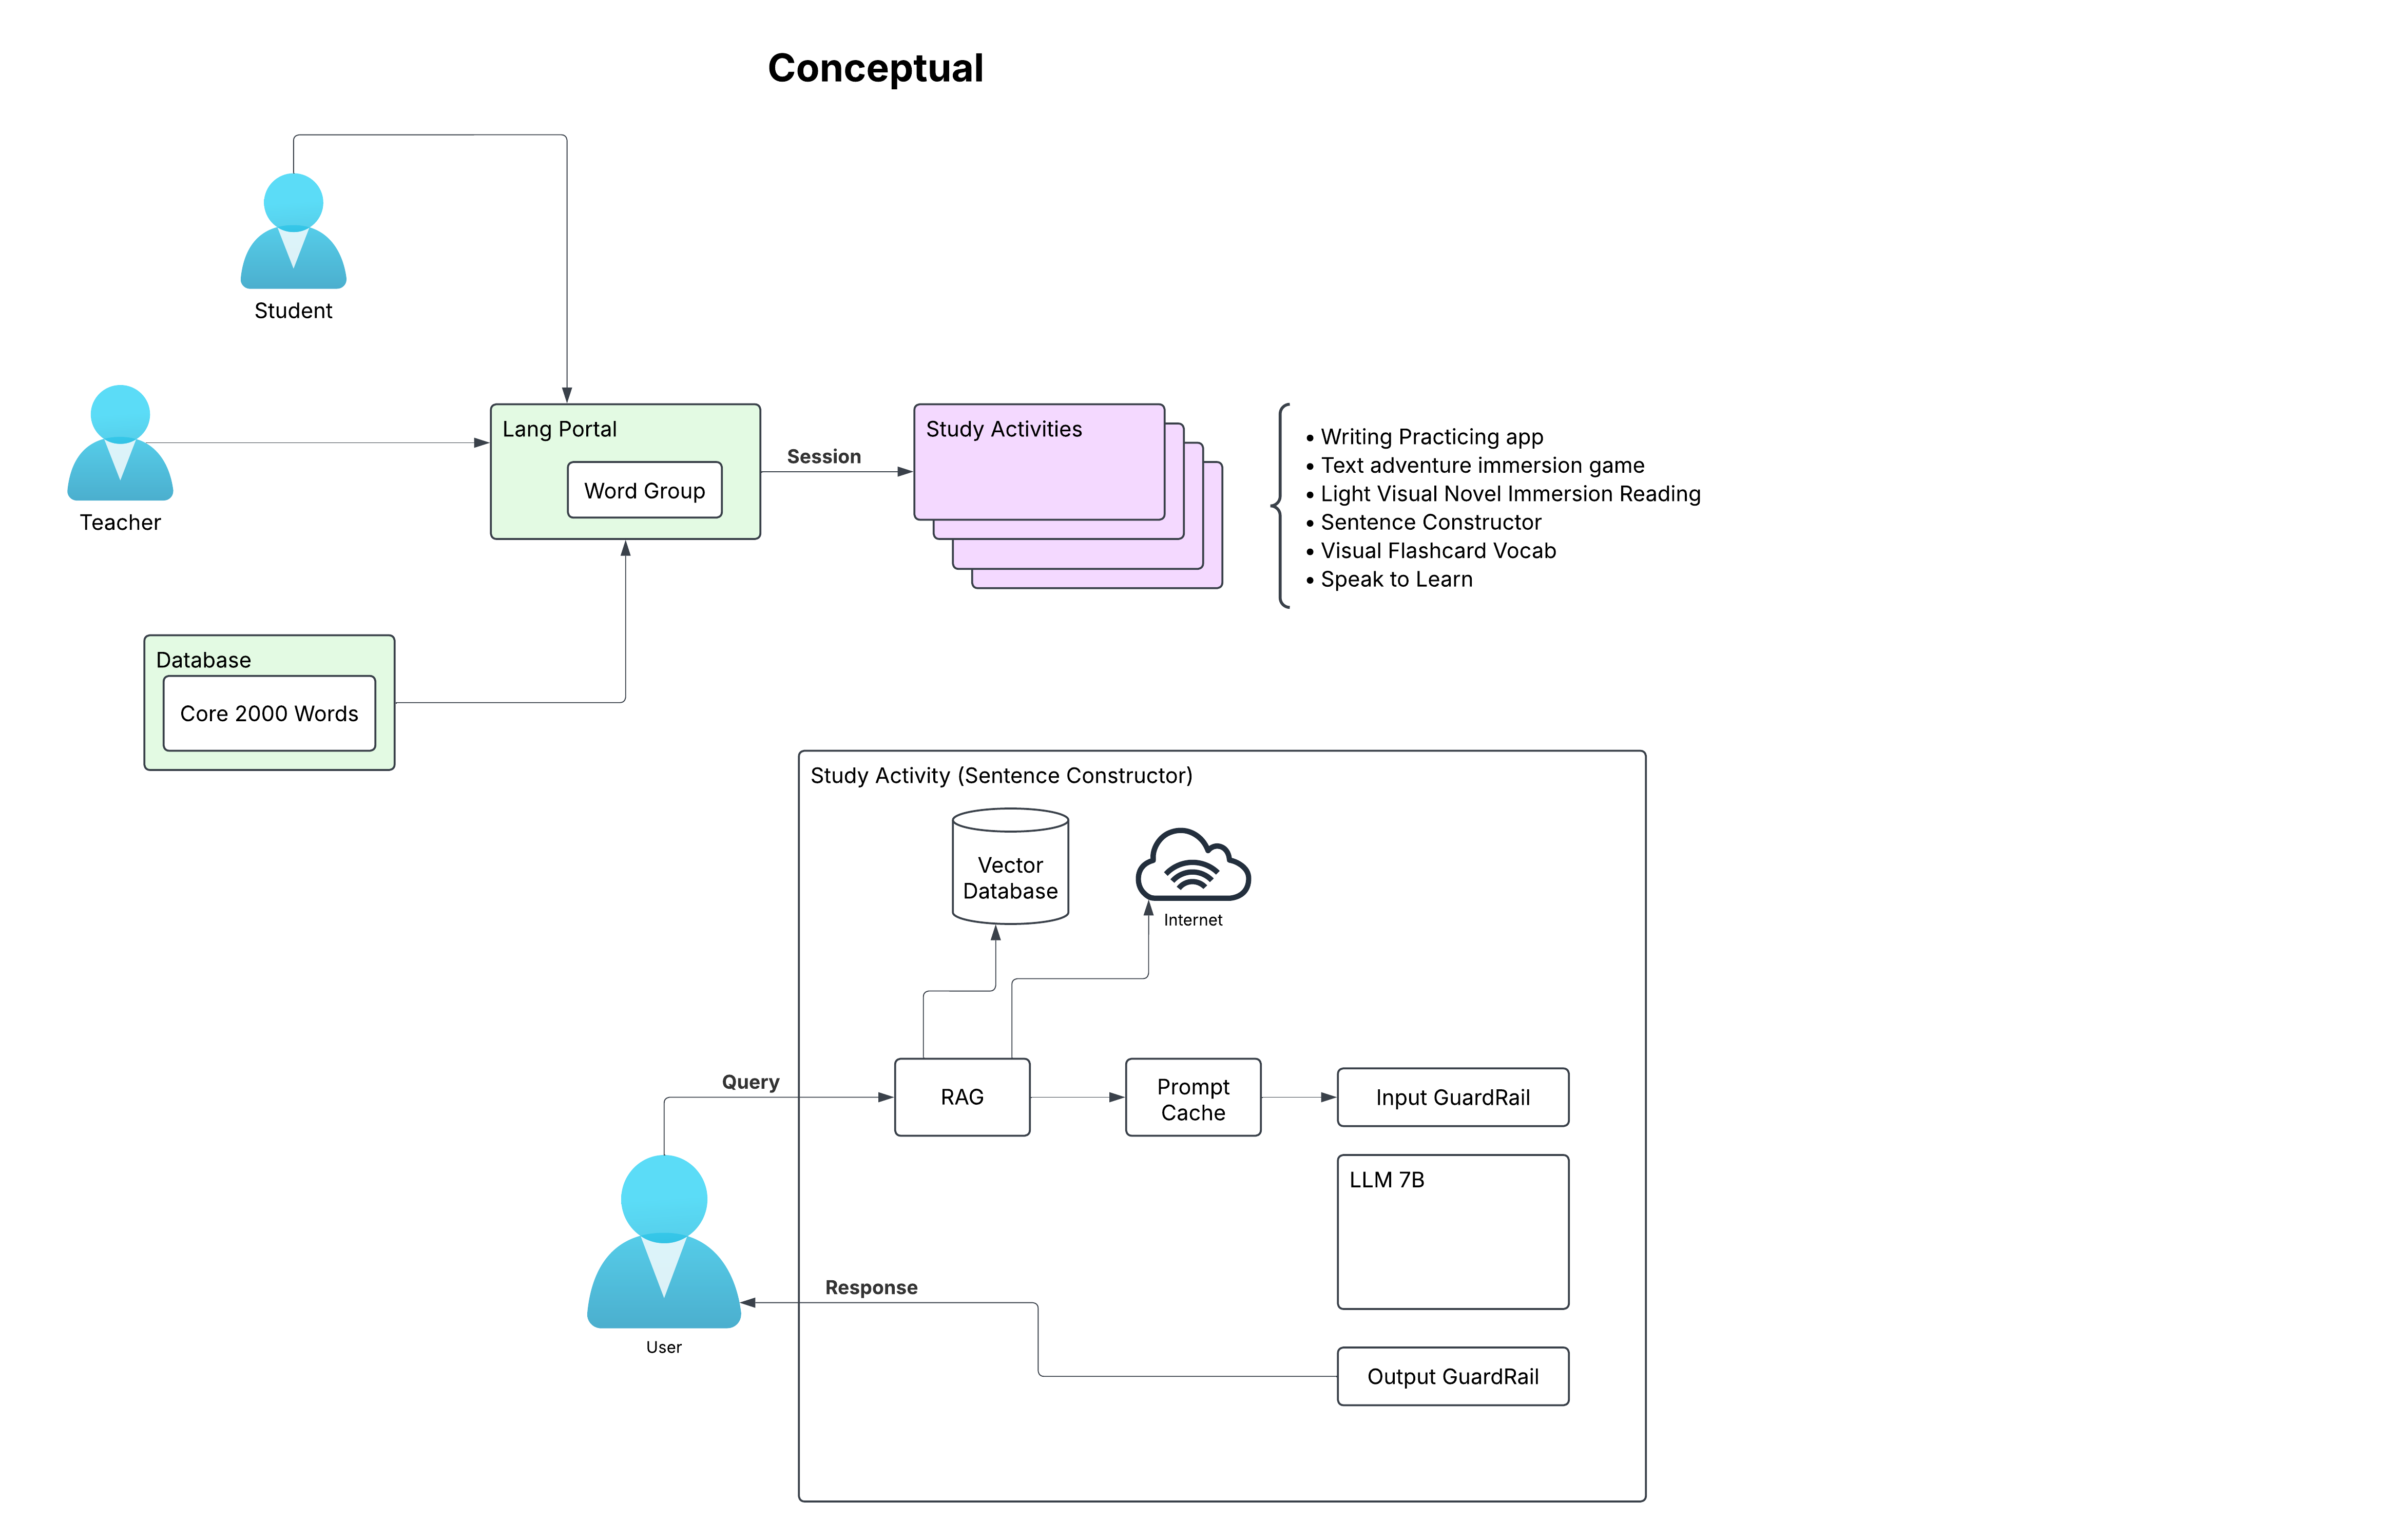 Conceptual
Student
Teacher
Lang Portal
Word Group
Session
Study Activities
• Writing Practicing app
• Text adventure immersion game
• Light Visual Novel Immersion Reading
• Sentence Constructor
• Visual Flashcard Vocab
• Speak to Learn
Database
Core 2000 Words
Study Activity (Sentence Constructor)
Vector
Database
Internet
Query
RAG
Prompt
Cache
Input GuardRail
LLM 7B
Response
User
Output GuardRail